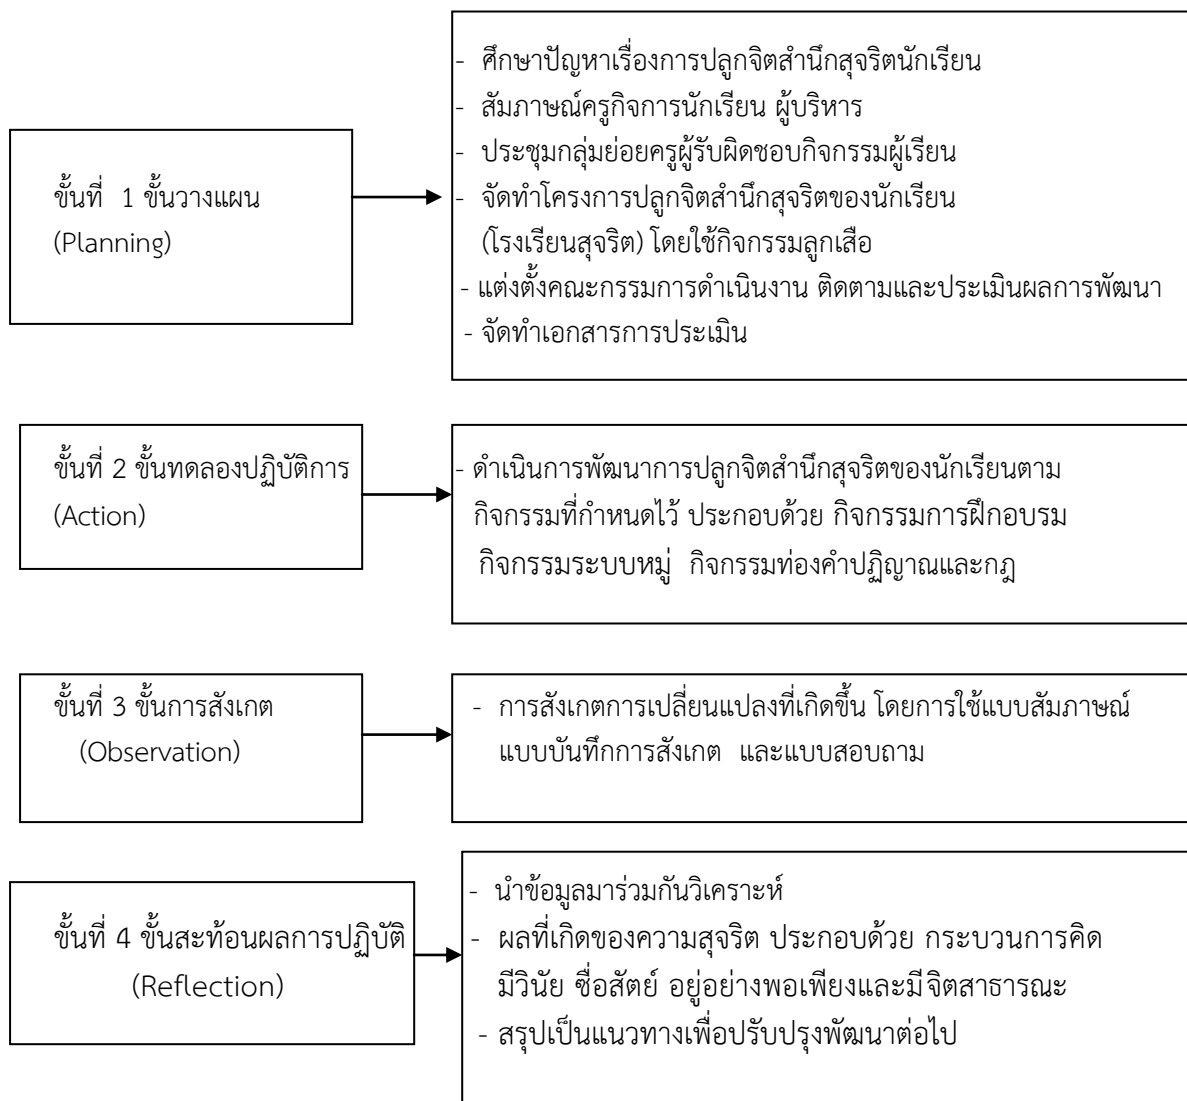 ขั้นที่  1 ขั้นวางแผน
(Planning)
- ศึกษาปัญหาเรื่องการปลูกจิตสำนึกสุจริตนักเรียน
- สัมภาษณ์ครูกิจการนักเรียน ผู้บริหาร
- ประชุมกลุ่มย่อยครูผู้รับผิดชอบกิจกรรมผู้เรียน
- จัดทำโครงการปลูกจิตสำนึกสุจริตของนักเรียน
(โรงเรียนสุจริต) โดยใช้กิจกรรมลูกเสือ
- แต่งตั้งคณะกรรมการดำเนินงาน ติดตามและประเมินผลการพัฒนา
- จัดทำเอกสารการประเมิน
ขั้นที่ 2 ขั้นทดลองปฏิบัติการ
(Action)
- ดำเนินการพัฒนาการปลูกจิตสำนึกสุจริตของนักเรียนตาม
กิจกรรมที่กำหนดไว้ ประกอบด้วย กิจกรรมการฝึกอบรม
กิจกรรมระบบหมู่  กิจกรรมท่องคำปฏิญาณและกฎ
ขั้นที่ 3 ขั้นการสังเกต
(Observation)
- การสังเกตการเปลี่ยนแปลงที่เกิดขึ้น โดยการใช้แบบสัมภาษณ์
แบบบันทึกการสังเกต  และแบบสอบถาม
ขั้นที่ 4 ขั้นสะท้อนผลการปฏิบัติ
(Reflection)
- นำข้อมูลมาร่วมกันวิเคราะห์
- ผลที่เกิดของความสุจริต ประกอบด้วย กระบวนการคิด
มีวินัย ซื่อสัตย์ อยู่อย่างพอเพียงและมีจิตสาธารณะ
- สรุปเป็นแนวทางเพื่อปรับปรุงพัฒนาต่อไป